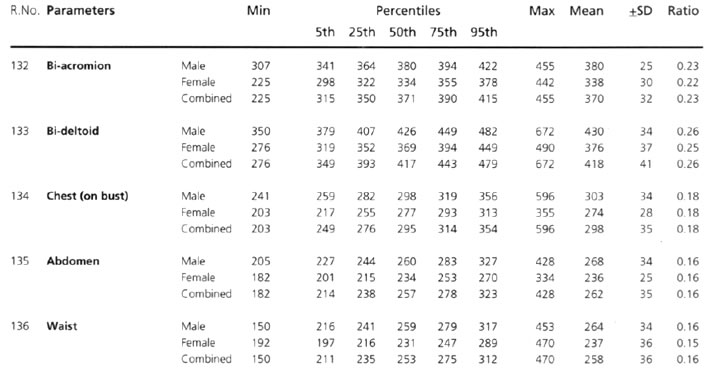 R.No. Parameters Min Percentiles Max Mean ±SD Ratio
5th 25th 50th 75th 95th
132 Bi-acromion Male 307 341 364 380 394 422 455 380 25 0.23
Female 225 298 322 334 355 378 442 338 30 0.22
Combined 225 315 350 371 390 415 455 370 32 0.23
133 Bi-deltoid Male 350 379 407 426 449 482 672 430 34 0.26
Female 276 319 352 369 394 449 490 376 37 0.25
Combined 276 349 393 417 443 479 672 418 41 0.26
134 Chest (on bust) Male 241 259 282 298 319 356 596 303 34 0.18
Female 203 217 255 277 293 313 355 274 28 0.18
Combined 203 249 276 295 314 354 596 298 35 0.18
135 Abdomen Male 205 227 244 260 283 327 428 268 34 0.16
Female 182 201 215 234 253 270 334 236 25 0.16
Combined 182 214 238 257 278 323 428 262 35 0.16
136 Waist Male 150 216 241 259 279 317 453 264 34 0.16
Female 192 197 216 231 247 289 470 237 36 0.15
Combined 150 211 235 253 275 312 470 258 36 0.16